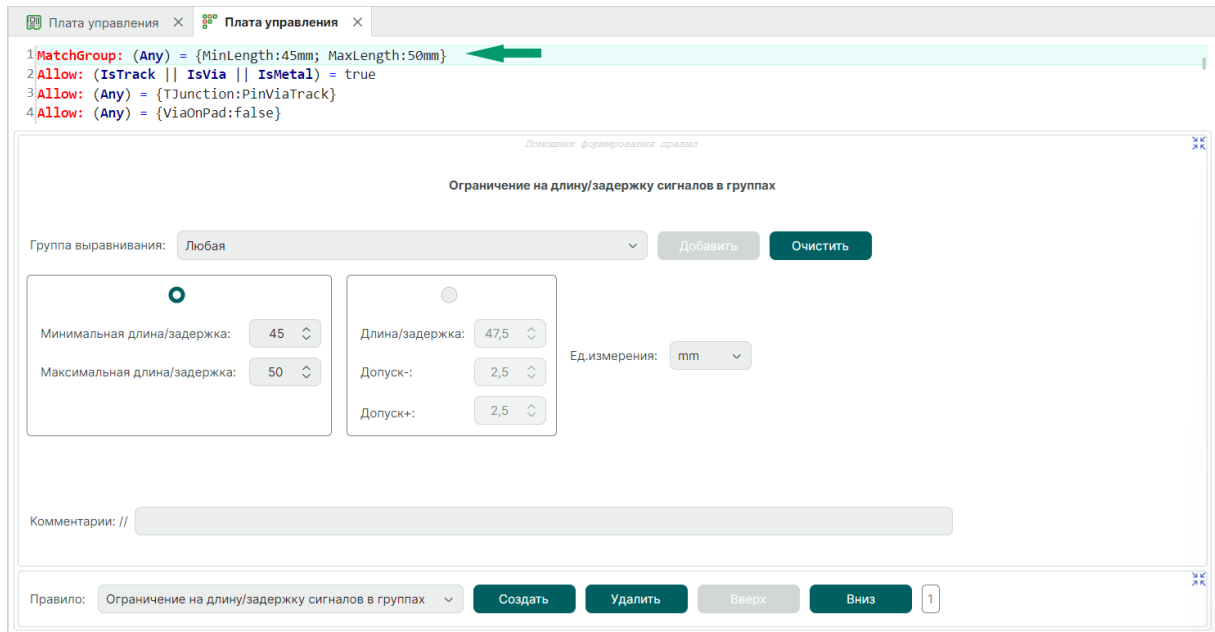 Плата управления × Плата управления ×
1 MatchGroup: (Any) = {MinLength:45mm; MaxLength:50mm}
2 Allow: (IsTrack || IsVia || IsMetal) = true
3 Allow: (Any) = {TJunction:PinViaTrack}
4 Allow: (Any) = {ViaOnPad:false}
Помощник формирования правил
Ограничение на длину/задержку сигналов в группах
Группа выравнивания: Любая Добавить Очистить
Минимальная длина/задержка: 45 Длина/задержка: 47,5
Ед.измерения: mm
Максимальная длина/задержка: 50 Допуск-: 2,5
Допуск+: 2,5
Комментарии: //
Правило: Ограничение на длину/задержку сигналов в группах Создать Удалить Вверх Вниз 1